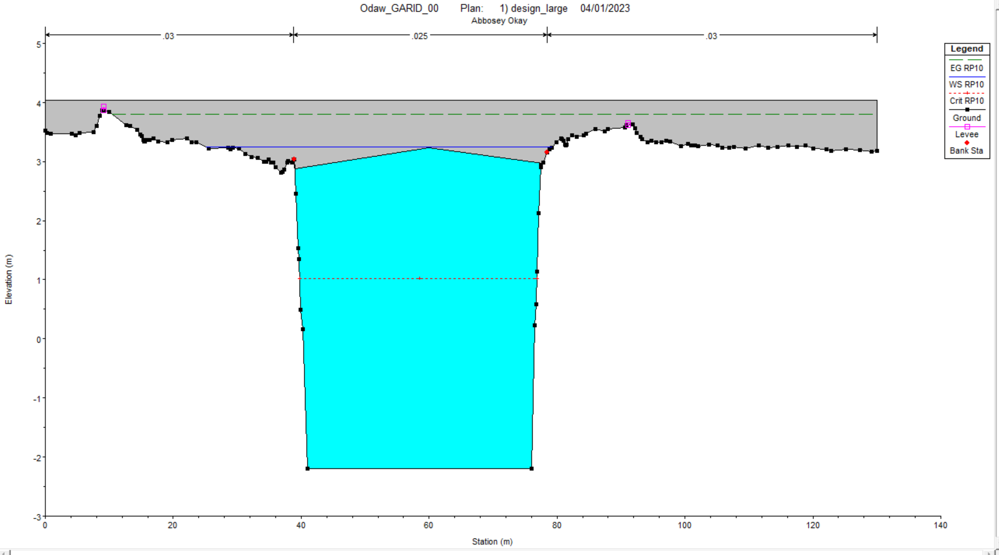 Odaw_GARID_00 Plan: 1) design_large 04/01/2023
Abbosey Okay
.03 .025 .03
Legend
EG RP10
WS RP10
Crit RP10
Ground
Levee
Bank Sta
5
4
3
2
1
0
-1
-2
-3
Elevation (m)
0 20 40 60 80 100 120 140
Station (m)